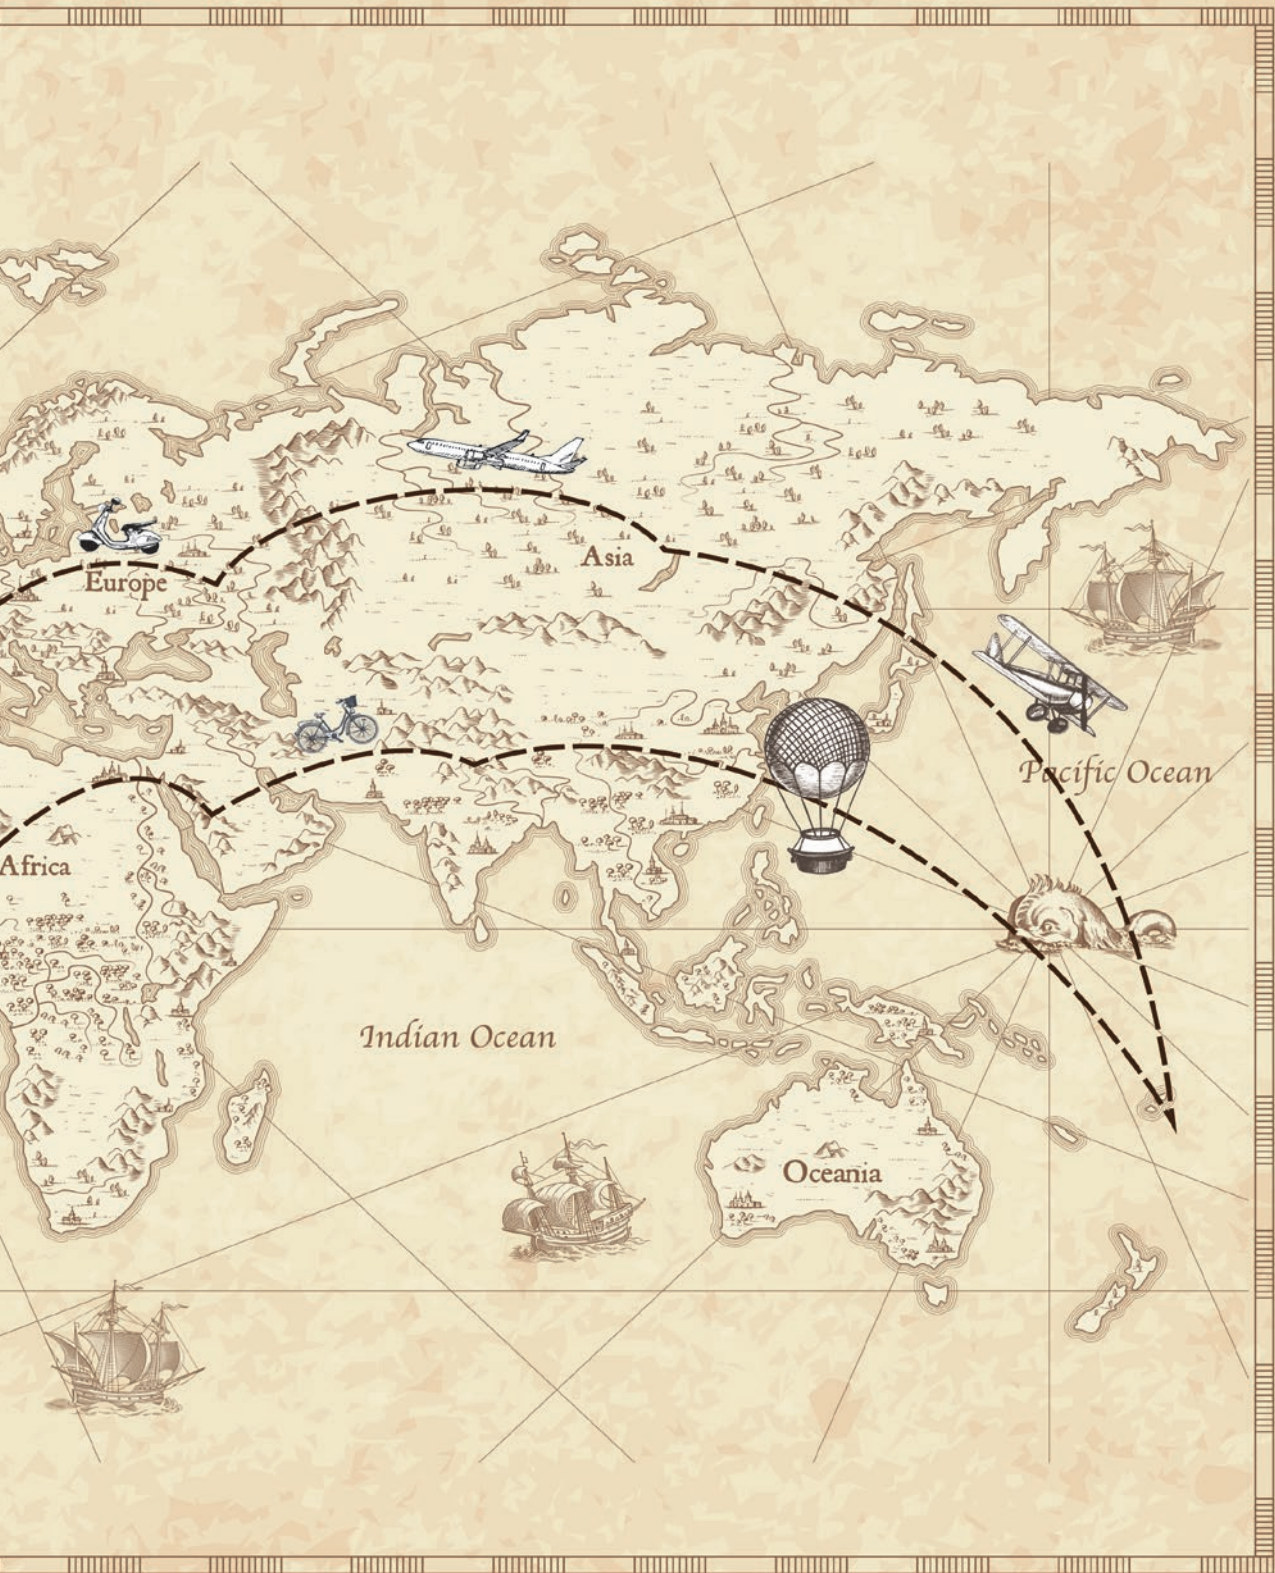 Asia
Europe
Pacific Ocean
Africa
Indian Ocean
Oceania